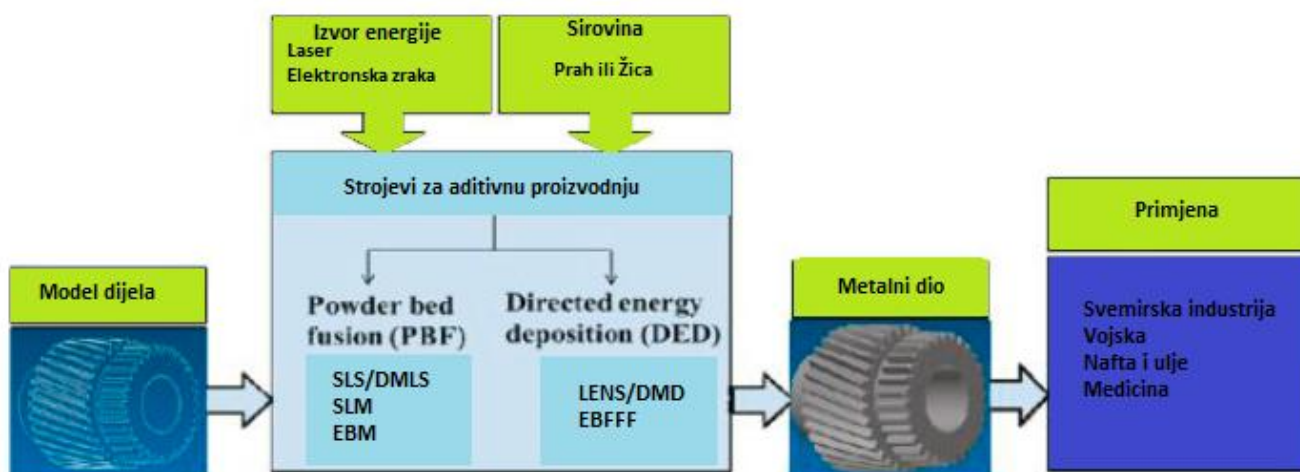 Izvor energije
Laser
Elektronska zraka
Sirovina
Prah ili Žica
Strojevi za aditivnu proizvodnju
Model dijela
Powder bed
fusion (PBF)
SLS/DMLS
SLM
EBM
Directed energy
deposition (DED)
LENS/DMD
EBFFF
Metalni dio
Primjena
Svemirska industrija
Vojska
Nafta i ulje
Medicina